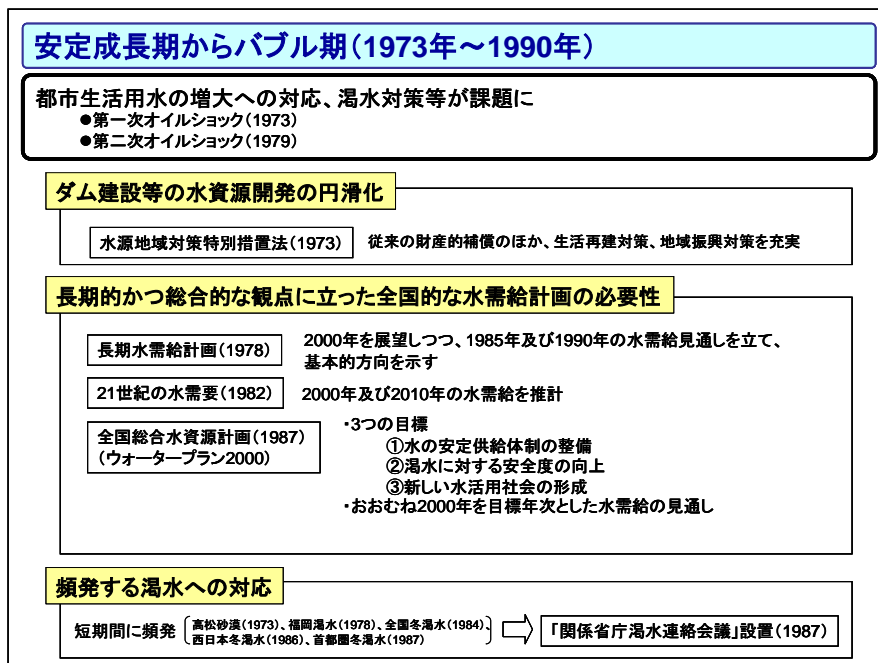 安定成長期からバブル期(1973年～1990年)
都市生活用水の増大への対応、渇水対策等が課題に
●第一次オイルショック(1973)
●第二次オイルショック(1979)
ダム建設等の水資源開発の円滑化
水源地域対策特別措置法(1973)　従来の財産的補償のほか、生活再建対策、地域振興対策を充実
長期的かつ総合的な観点に立った全国的な水需給計画の必要性
長期水需給計画(1978)
2000年を展望しつつ、1985年及び1990年の水需給見通しを立て、
基本的方向を示す
21世紀の水需要(1982)　2000年及び2010年の水需給を推計
全国総合水資源計画(1987)
(ウォータープラン2000)
・3つの目標
①水の安定供給体制の整備
②渇水に対する安全度の向上
③新しい水活用社会の形成
・おおむね2000年を目標年次とした水需給の見通し
頻発する渇水への対応
短期間に頻発
高松砂漠(1973)、福岡渇水(1978)、全国冬渇水(1984)、
西日本冬渇水(1986)、首都圏冬渇水(1987)
「関係省庁渇水連絡会議」設置(1987)